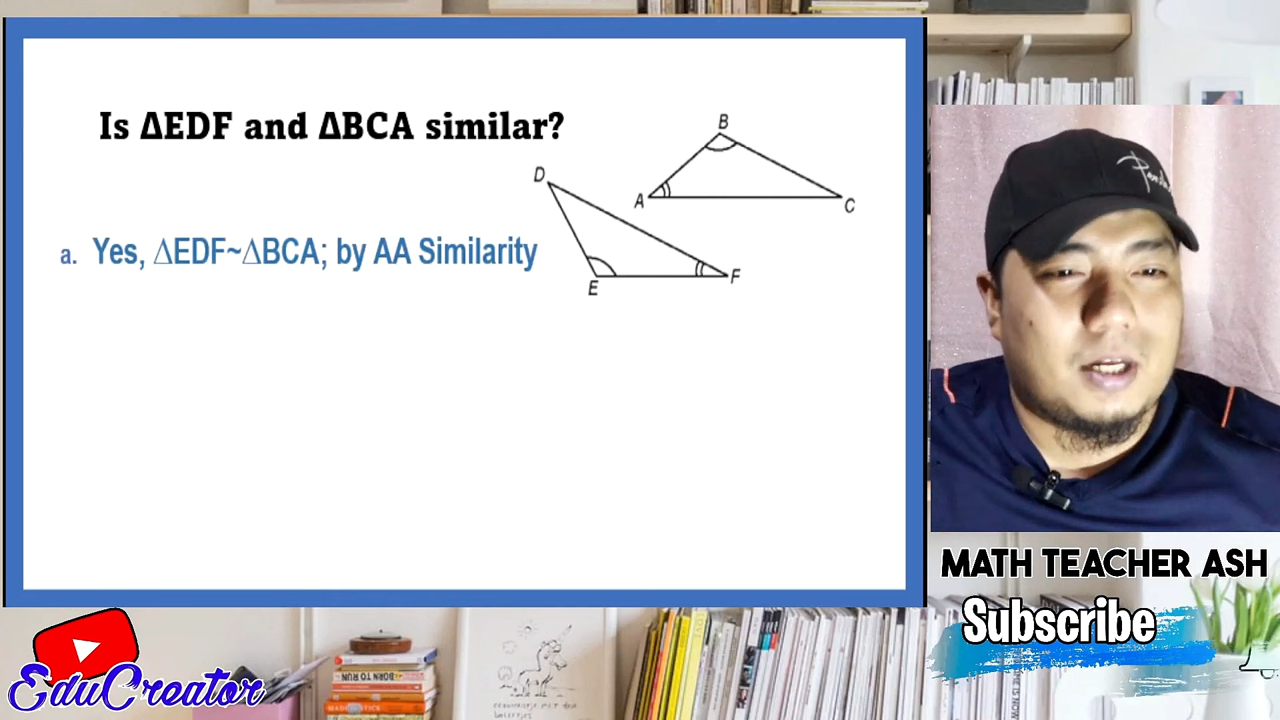 Is ΔEDF and ΔBCA similar?
B
D
A
C
a. Yes, ΔEDF~ΔBCA; by AA Similarity
E
F
MATH TEACHER ASH
Subscribe
EduCreator
BORN TO
RUN